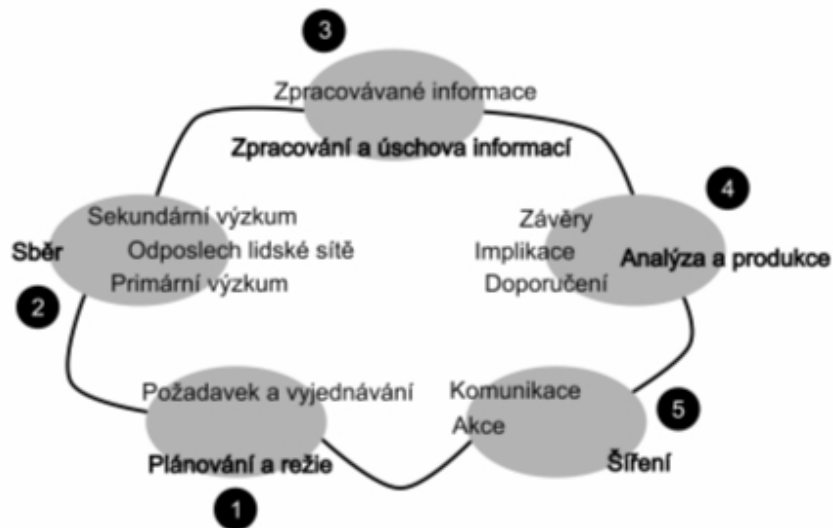 3
Zpracovávané informace
Zpracování a úschova informací
4
Závěry
Implikace
Analýza a produkce
Doporučení
Sekundární výzkum
Sběr
Odposlech lidské sítě
Primární výzkum
2
Požadavek a vyjednávání
Plánování a režie
1
Komunikace
Akce
5
Šíření